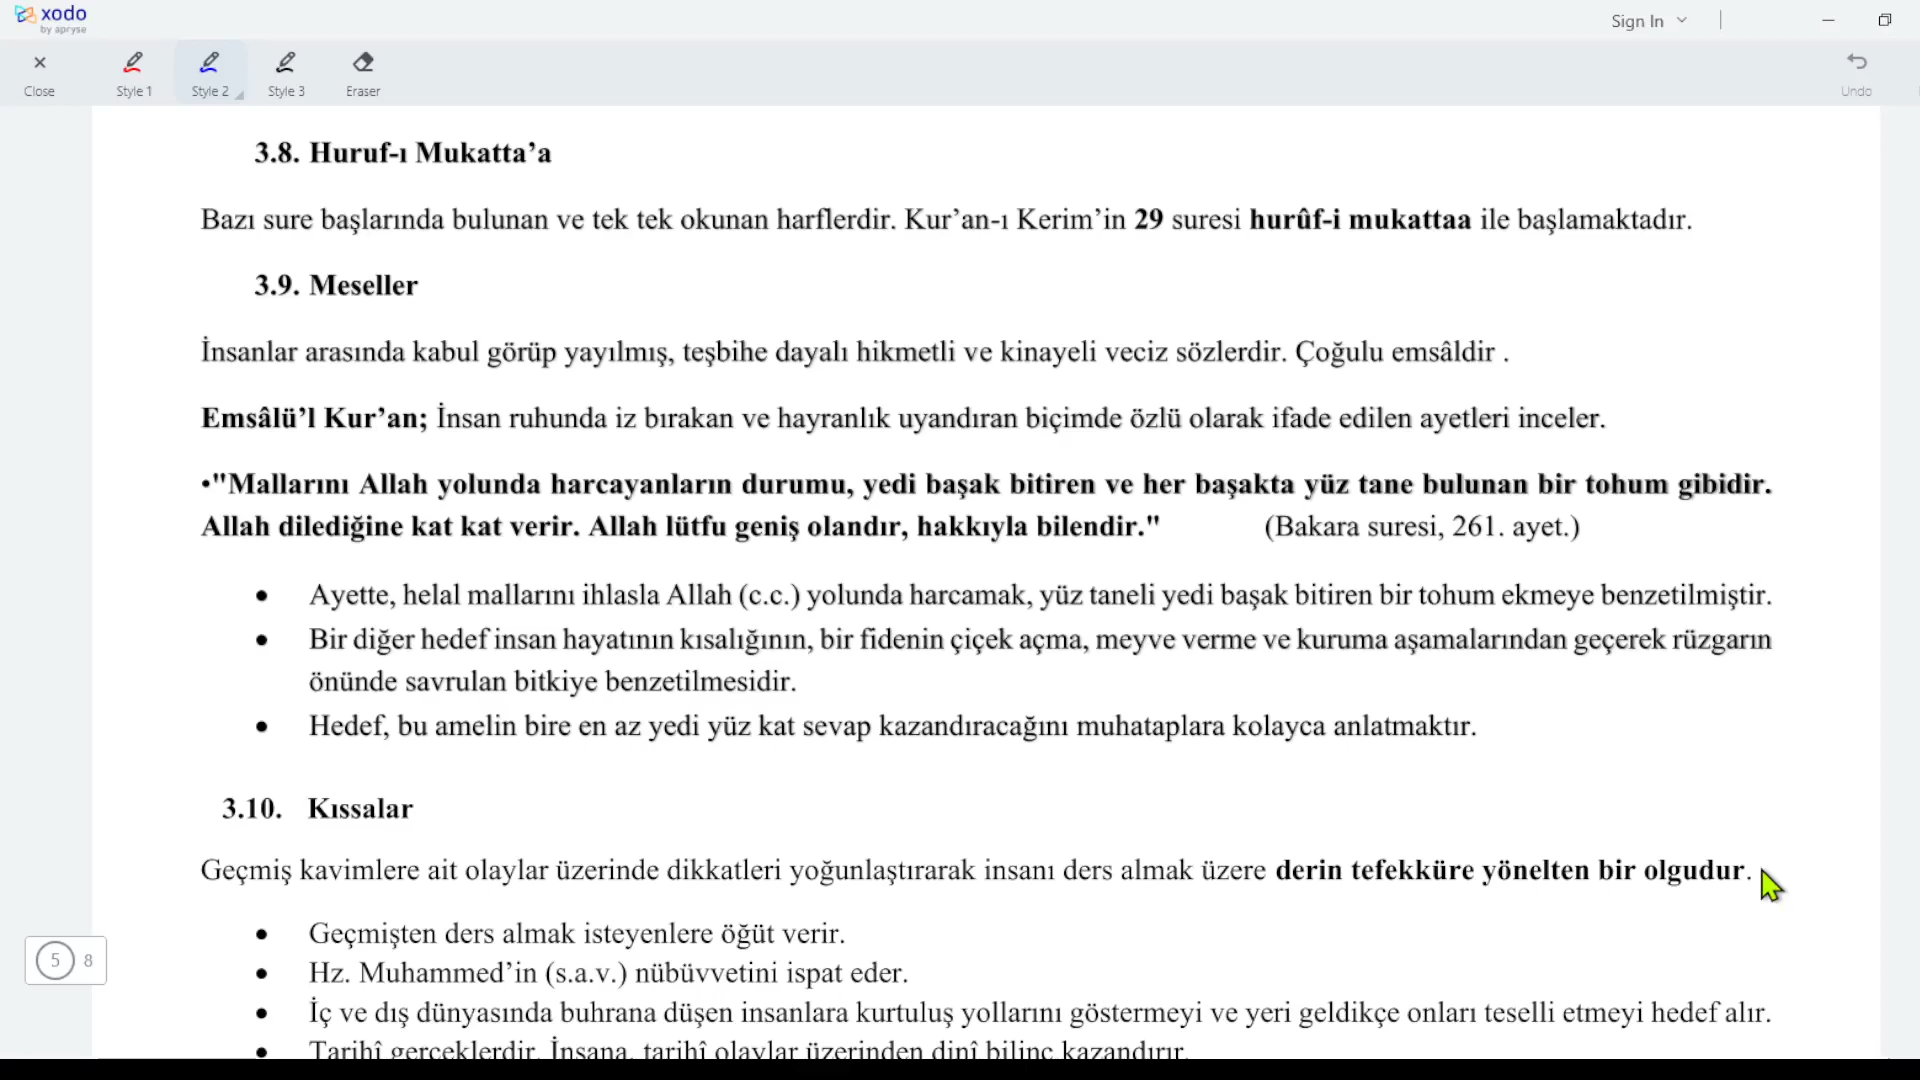 xodo
by apryse
Sign In
Close
Style 1
Style 2
Style 3
Eraser
Undo
3.8. Huruf-ı Mukatta’a
Bazı sure başlarında bulunan ve tek tek okunan harflerdir. Kur’an-ı Kerim’in 29 suresi hurûf-i mukattaa ile başlamaktadır.
3.9. Meseller
İnsanlar arasında kabul görüp yayılmış, teşbihe dayalı hikmetli ve kinayeli veciz sözlerdir. Çoğulu emsâldir .
Emsâlü’l Kur’an; İnsan ruhunda iz bırakan ve hayranlık uyandıran biçimde özlü olarak ifade edilen ayetleri inceler.
•"Mallarını Allah yolunda harcayanların durumu, yedi başak bitiren ve her başakta yüz tane bulunan bir tohum gibidir.
Allah dilediğine kat kat verir. Allah lütfu geniş olandır, hakkıyla bilendir." (Bakara suresi, 261. ayet.)
• Ayette, helal mallarını ihlasla Allah (c.c.) yolunda harcamak, yüz taneli yedi başak bitiren bir tohum ekmeye benzetilmiştir.
• Bir diğer hedef insan hayatının kısalığının, bir fidenin çiçek açma, meyve verme ve kuruma aşamalarından geçerek rüzgarın
önünde savrulan bitkiye benzetilmesidir.
• Hedef, bu amelin bire en az yedi yüz kat sevap kazandıracağını muhataplara kolayca anlatmaktır.
3.10. Kıssalar
Geçmiş kavimlere ait olaylar üzerinde dikkatleri yoğunlaştırarak insanı ders almak üzere derin tefekküre yönelten bir olgudur.
• Geçmişten ders almak isteyenlere öğüt verir.
• Hz. Muhammed’in (s.a.v.) nübüvvetini ispat eder.
• İç ve dış dünyasında buhrana düşen insanlara kurtuluş yollarını göstermeyi ve yeri geldikçe onları teselli etmeyi hedef alır.
• Tarihî gerçeklerdir. İnsana, tarihî olaylar üzerinden dinî bilinç kazandırır.
5 8